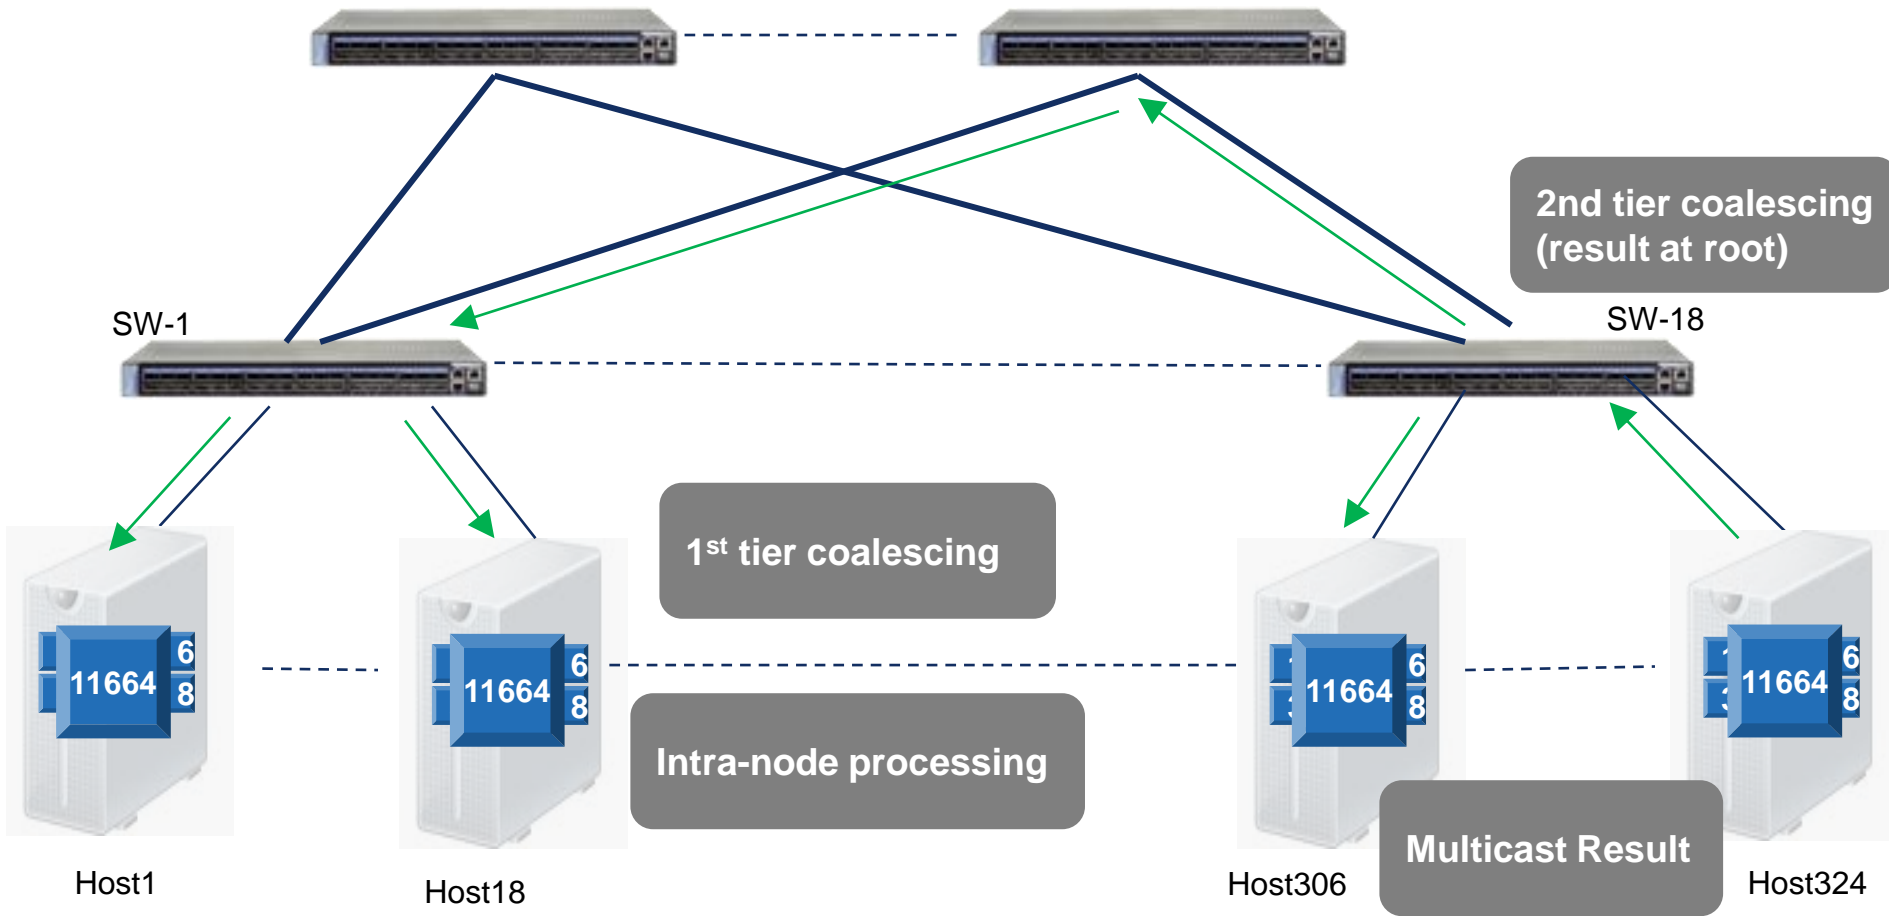 2nd tier coalescing
(result at root)
SW-1
SW-18
1st tier coalescing
6
11664
8
6
11664
8
6
11664
8
6
11664
8
Intra-node processing
Multicast Result
Host1
Host18
Host306
Host324